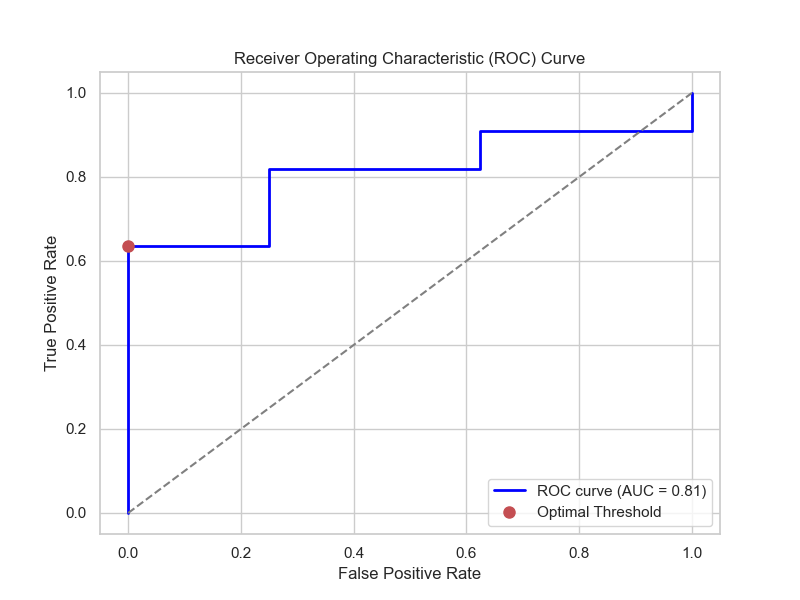 Receiver Operating Characteristic (ROC) Curve
1.0
0.8
0.6
0.4
0.2
0.0
True Positive Rate
0.0 0.2 0.4 0.6 0.8 1.0
False Positive Rate
ROC curve (AUC = 0.81)
Optimal Threshold